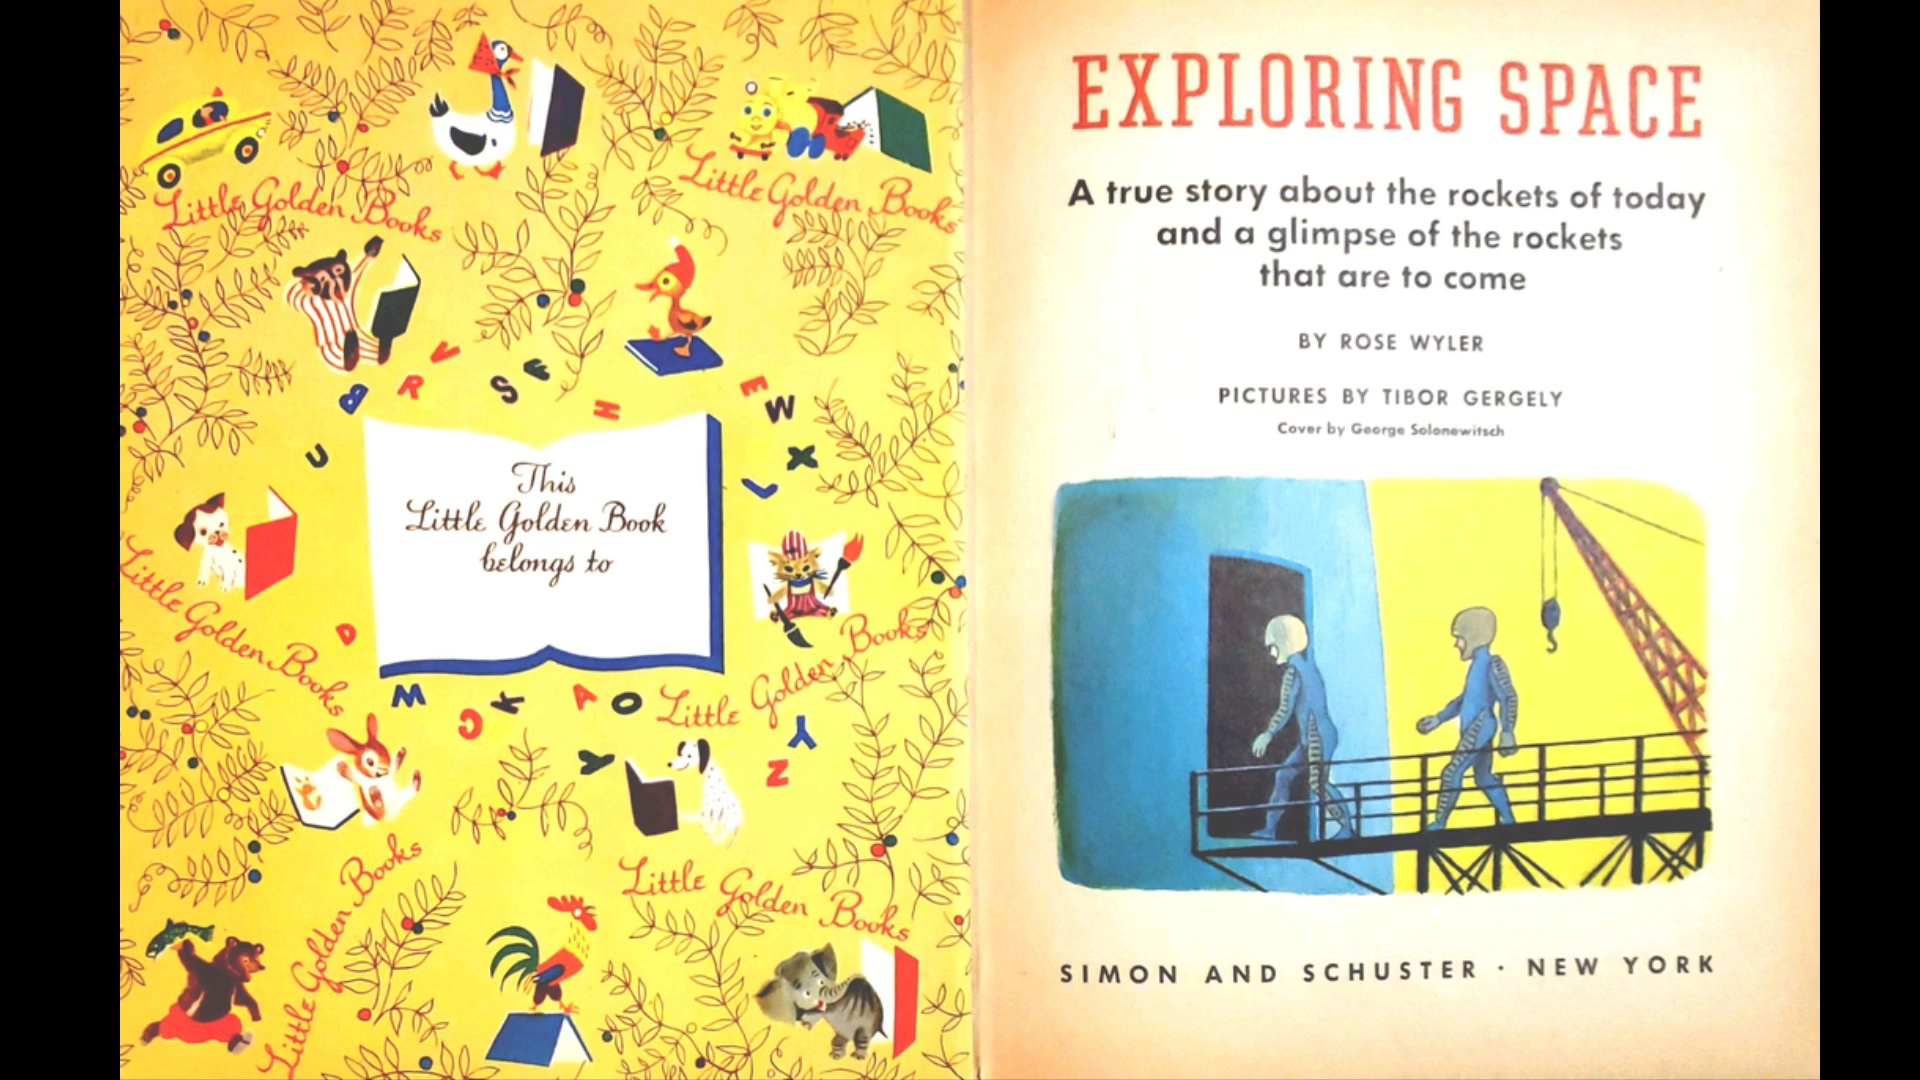 Little Golden Books
Little Golden Books
B
R
V
S
F
H
E
W
X
L
U
This
Little Golden Book
belongs to
Little Golden Books
D
M
C
K
A
O
Little Golden Books
Y
Y
Z
Little Golden Books
Little Golden Books
EXPLORING SPACE
A true story about the rockets of today
and a glimpse of the rockets
that are to come
BY ROSE WYLER
PICTURES BY TIBOR GERGELY
Cover by George Solonewitsch
SIMON AND SCHUSTER · NEW YORK